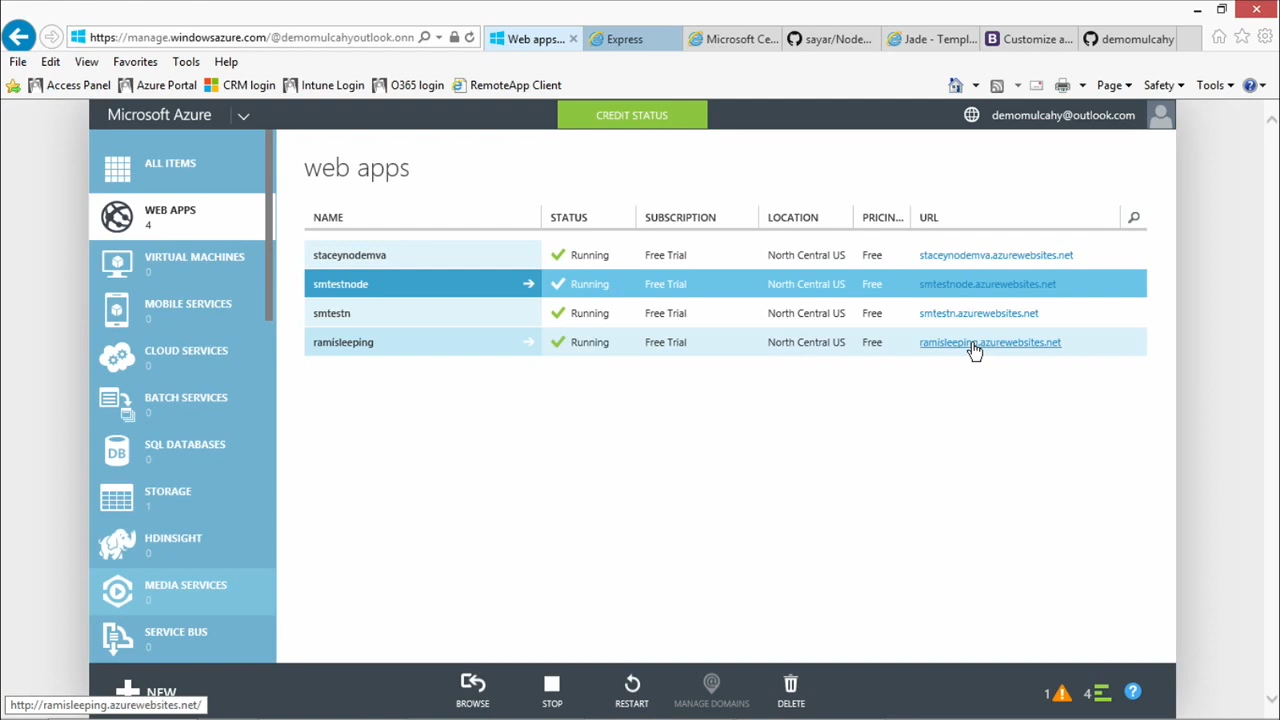 https://manage.windowsazure.com/@demomulcahyoutlook.onn
Web apps...
Express
Microsoft Ce...
sayar/Node...
Jade - Templ...
Customize a...
demomulcahy
File Edit View Favorites Tools Help
Access Panel Azure Portal CRM login Intune Login O365 login RemoteApp Client
Page Safety Tools
Microsoft Azure
CREDIT STATUS
demomulcahy@outlook.com
ALL ITEMS
WEB APPS
4
VIRTUAL MACHINES
0
MOBILE SERVICES
0
CLOUD SERVICES
0
BATCH SERVICES
0
DB
SQL DATABASES
0
STORAGE
1
HDINSIGHT
0
MEDIA SERVICES
0
SERVICE BUS
0
web apps
NAME STATUS SUBSCRIPTION LOCATION PRICIN... URL
staceynodemva Running Free Trial North Central US Free staceynodemva.azurewebsites.net
smtestnode Running Free Trial North Central US Free smtestnode.azurewebsites.net
smtestn Running Free Trial North Central US Free smtestn.azurewebsites.net
ramisleeping Running Free Trial North Central US Free ramisleeping.azurewebsites.net
NEW
BROWSE
STOP
RESTART
MANAGE DOMAINS
DELETE
1
4
?
http://ramisleeping.azurewebsites.net/